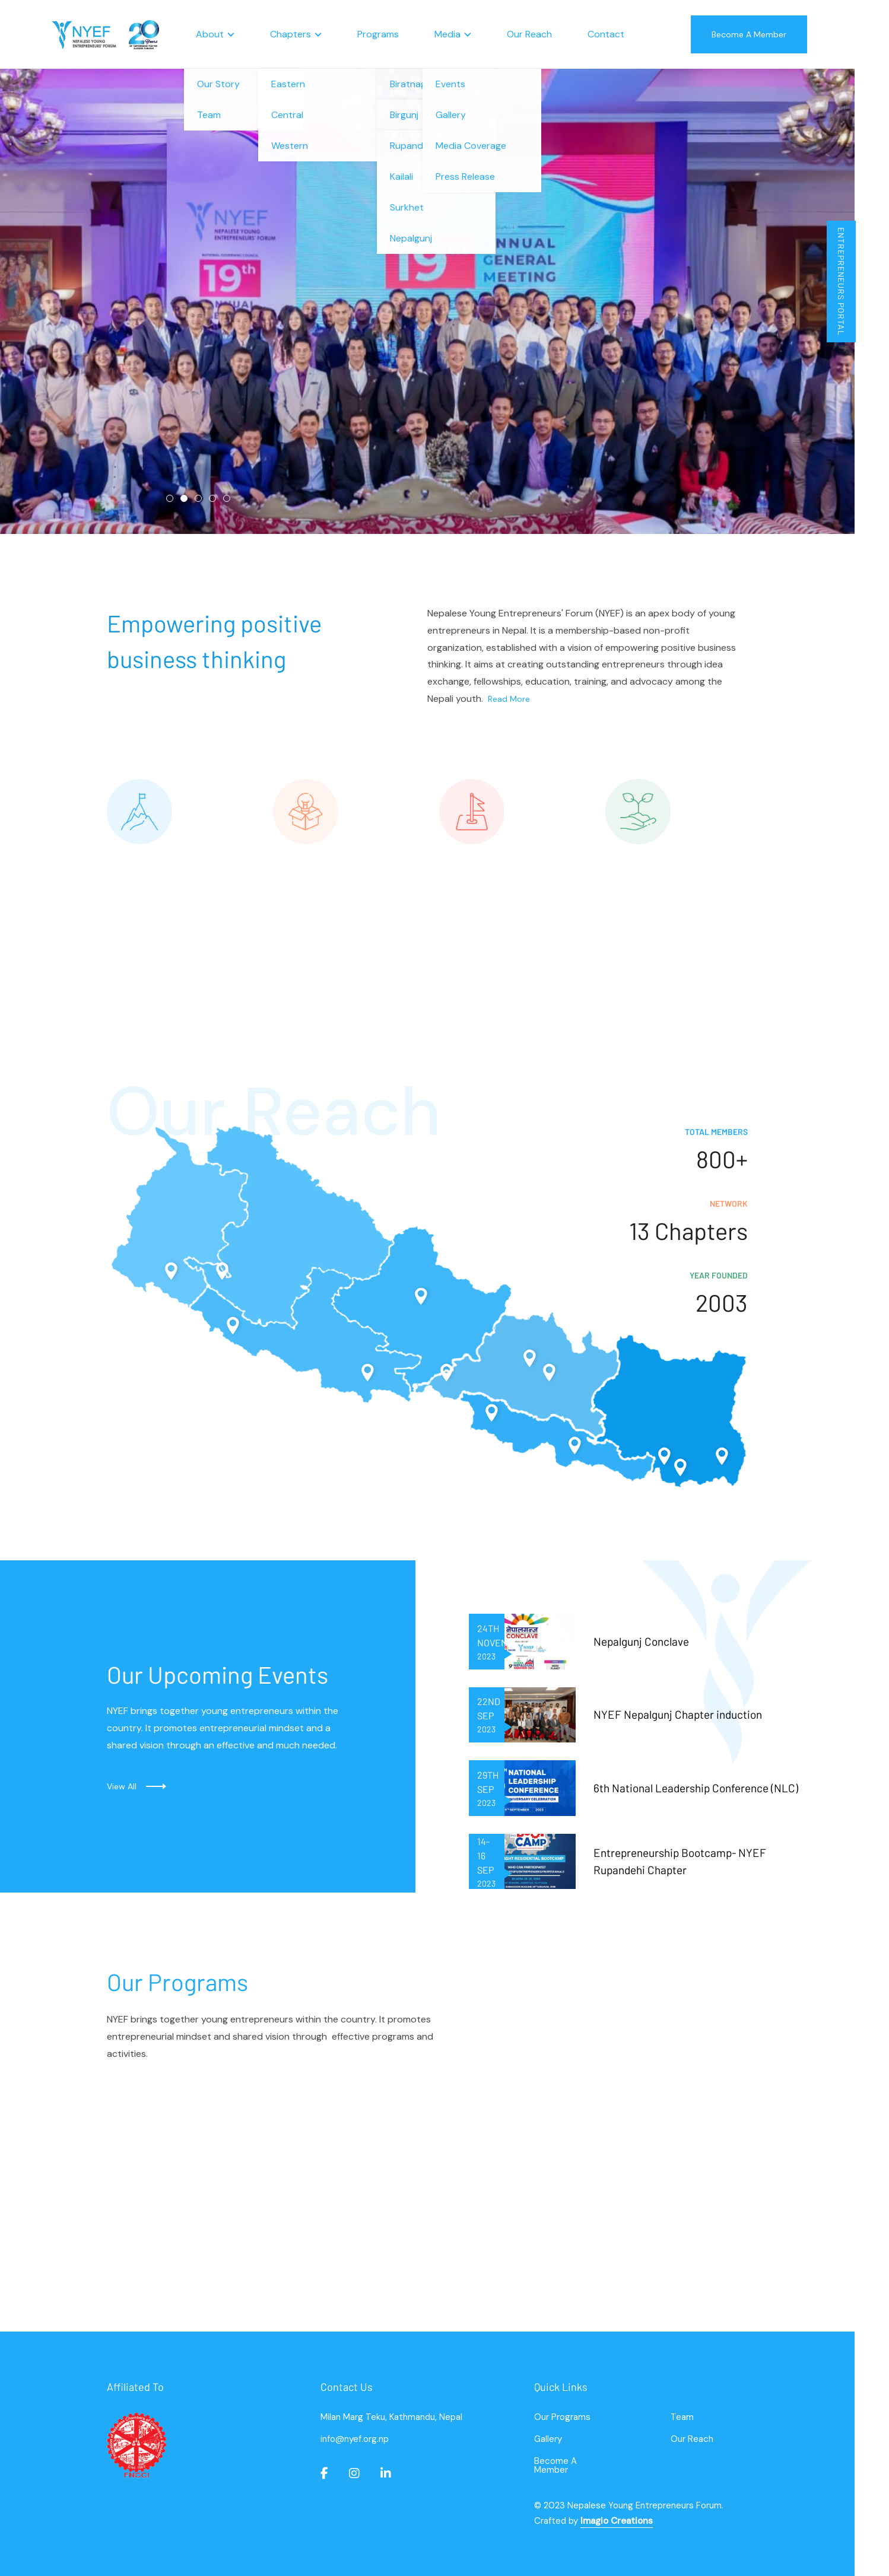 NYEF
NEPALESE YOUNG
ENTREPRENEURS' FORUM
20
Years
About
Chapters
Programs
Media
Our Reach
Contact
Become A Member
Our Story
Team
Eastern
Central
Western
Biratnag
Birgunj
Rupand
Kailali
Surkhet
Nepalgunj
Events
Gallery
Media Coverage
Press Release
NYEF
NEPALESE YOUNG
ENTREPRENEURS' FORUM
19th
19
ANNUAL
GENERAL
MEETING
ENTREPRENEURS PORTAL
Empowering positive
business thinking
Nepalese Young Entrepreneurs' Forum (NYEF) is an apex body of young
entrepreneurs in Nepal. It is a membership-based non-profit
organization, established with a vision of empowering positive business
thinking. It aims at creating outstanding entrepreneurs through idea
exchange, fellowships, education, training, and advocacy among the
Nepali youth. Read More
Our Reach
TOTAL MEMBERS
800+
NETWORK
13 Chapters
YEAR FOUNDED
2003
Our Upcoming Events
NYEF brings together young entrepreneurs within the
country. It promotes entrepreneurial mindset and a
shared vision through an effective and much needed.
View All
24TH
NOVEM
2023
नेपालगन्ज
CONCLAVE
Nepalgunj Conclave
22ND
SEP
2023
NYEF Nepalgunj Chapter induction
29TH
SEP
2023
NATIONAL
LEADERSHIP
CONFERENCE
6th National Leadership Conference (NLC)
14-
16
SEP
2023
CAMP
Entrepreneurship Bootcamp- NYEF
Rupandehi Chapter
Our Programs
NYEF brings together young entrepreneurs within the country. It promotes
entrepreneurial mindset and shared vision through effective programs and
activities.
Affiliated To
Contact Us
Milan Marg Teku, Kathmandu, Nepal
info@nyef.org.np
Quick Links
Our Programs
Team
Gallery
Our Reach
Become A
Member
© 2023 Nepalese Young Entrepreneurs Forum.
Crafted by Imagio Creations